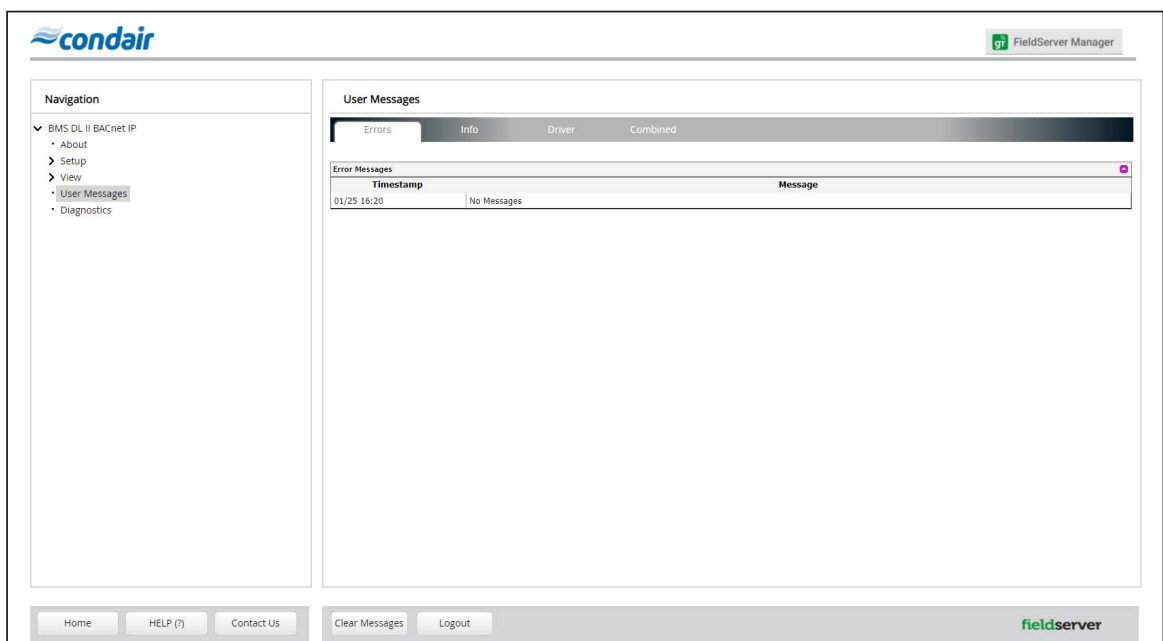 condair
gr FieldServer Manager
Navigation
BMS DL II BACnet IP
About
Setup
View
User Messages
Diagnostics
User Messages
Errors Info Driver Combined
Error Messages
Timestamp Message
01/25 16:20 No Messages
Home HELP (?) Contact Us Clear Messages Logout fieldserver